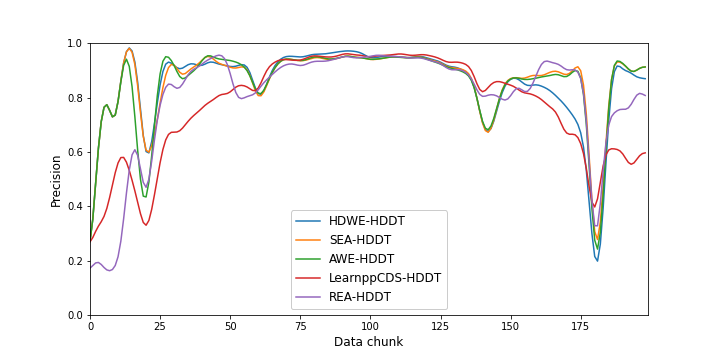 1.0
0.8
0.6
0.4
0.2
0.0
Precision
HDWE-HDDT
SEA-HDDT
AWE-HDDT
LearnppCDS-HDDT
REA-HDDT
0 25 50 75 100 125 150 175
Data chunk